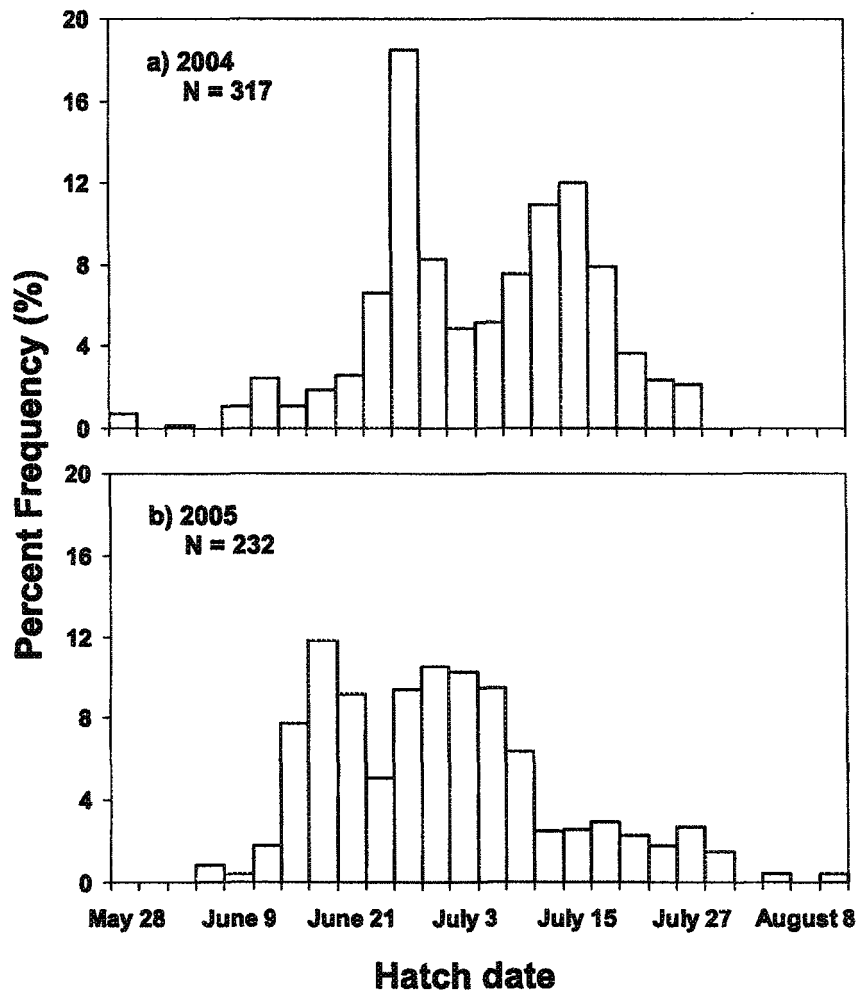 20
16
12
8
4
0
a) 2004
N = 317
20
16
12
8
4
0
b) 2005
N = 232
Percent Frequency (%)
May 28 June 9 June 21 July 3 July 15 July 27 August 8
Hatch date